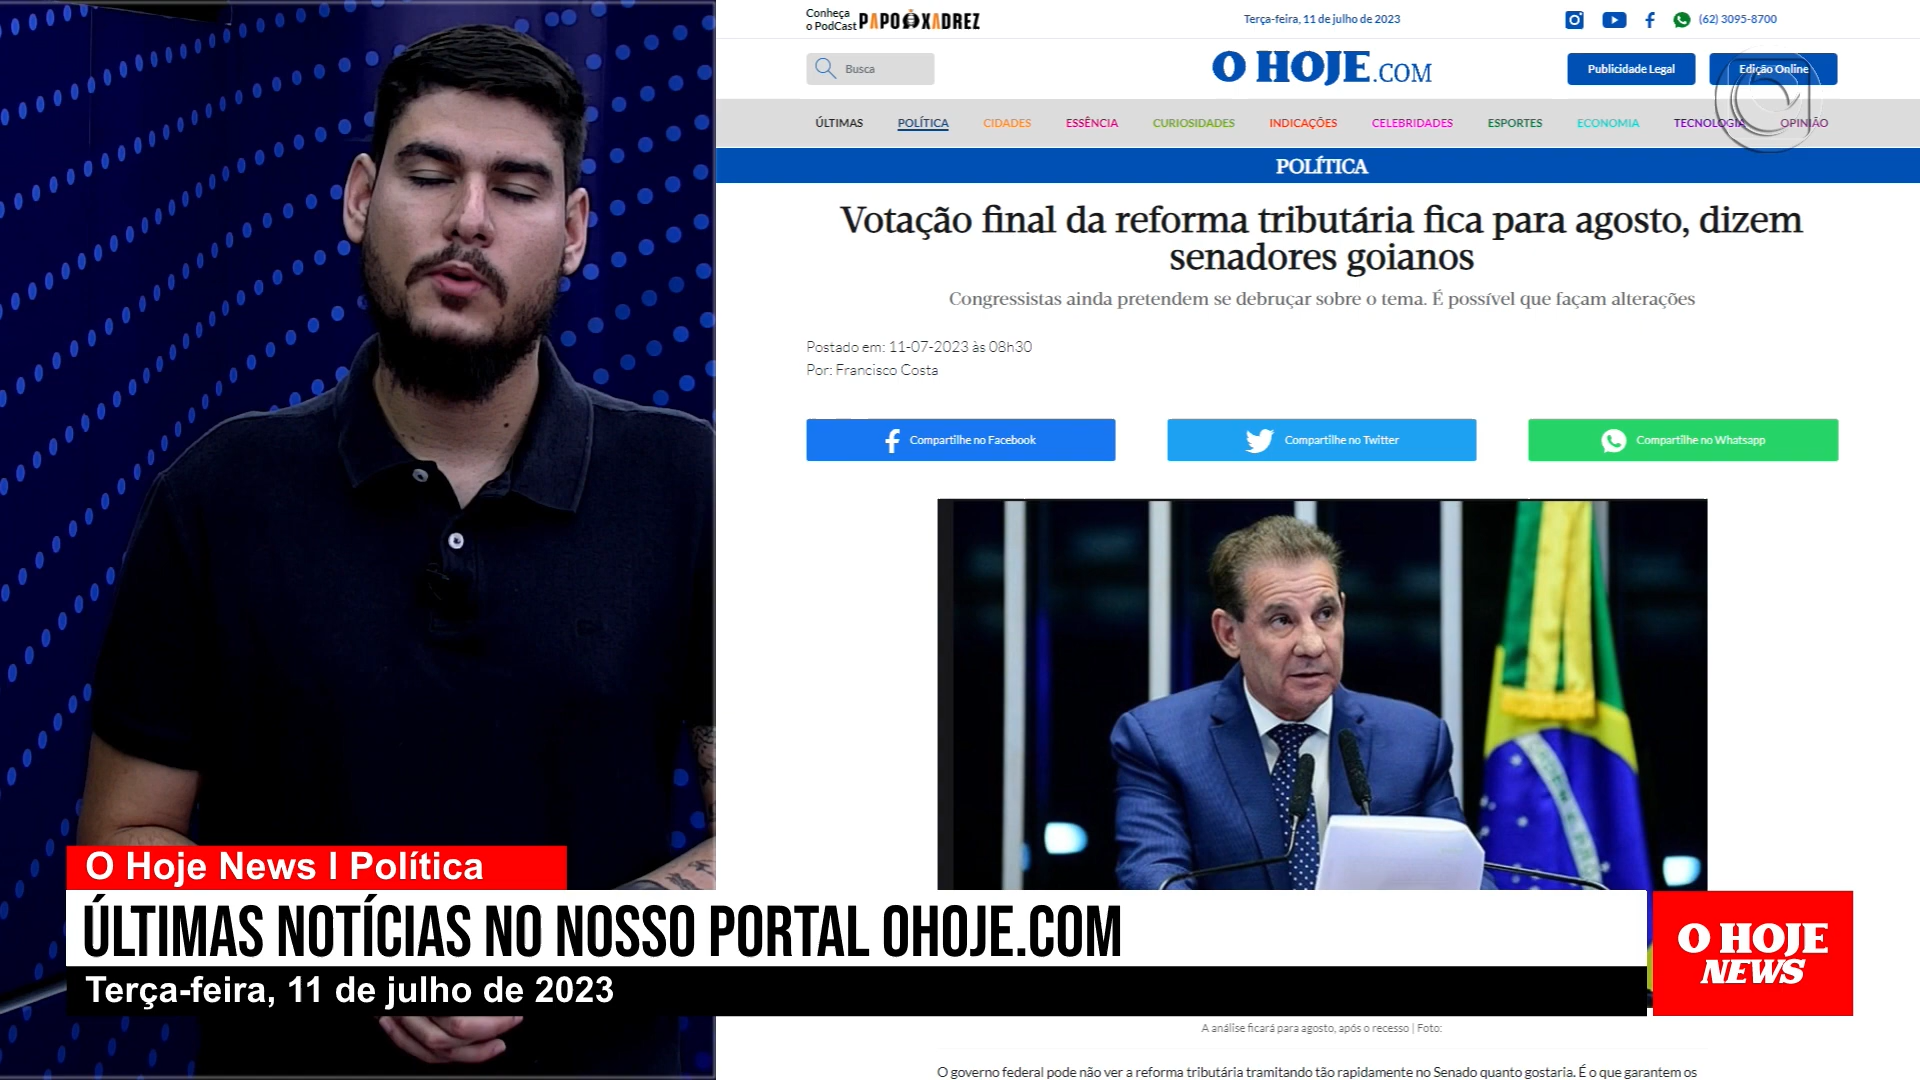 Conheça
o PodCast PAPO XADREZ
Terça-feira, 11 de julho de 2023
(62) 3095-8700
Busca
O HOJE.COM
Publicidade Legal
Edição Online
ÚLTIMAS POLÍTICA CIDADES ESSÊNCIA CURIOSIDADES INDICAÇÕES CELEBRIDADES ESPORTES ECONOMIA TECNOLOGIA OPINIÃO
POLÍTICA
Votação final da reforma tributária fica para agosto, dizem
senadores goianos
Congressistas ainda pretendem se debruçar sobre o tema. É possível que façam alterações
Postado em: 11-07-2023 às 08h30
Por: Francisco Costa
Compartilhe no Facebook
Compartilhe no Twitter
Compartilhe no Whatsapp
O Hoje News I Política
ÚLTIMAS NOTÍCIAS NO NOSSO PORTAL OHOJE.COM
Terça-feira, 11 de julho de 2023
O HOJE
NEWS
A análise ficará para agosto, após o recesso | Foto:
O governo federal pode não ver a reforma tributária tramitando tão rapidamente no Senado quanto gostaria. É o que garantem os